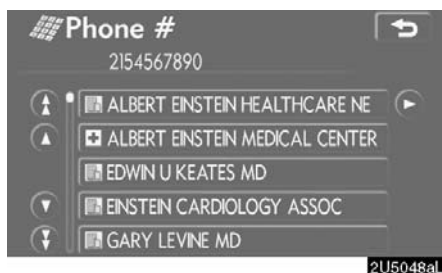 Phone #
2154567890
ALBERT EINSTEIN HEALTHCARE NE
ALBERT EINSTEIN MEDICAL CENTER
EDWIN U KEATES MD
EINSTEIN CARDIOLOGY ASSOC
GARY LEVINE MD
2U5048aL